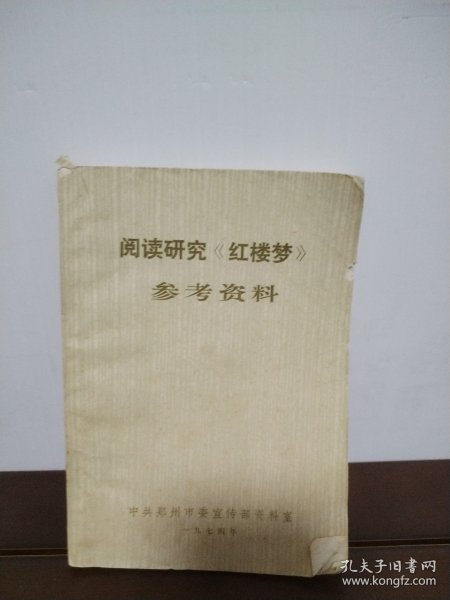 阅读研究《红楼梦》
参考资料
中共郑州市委宣传部资料室
一九七四年
孔夫子旧书网
www.kongfz.com